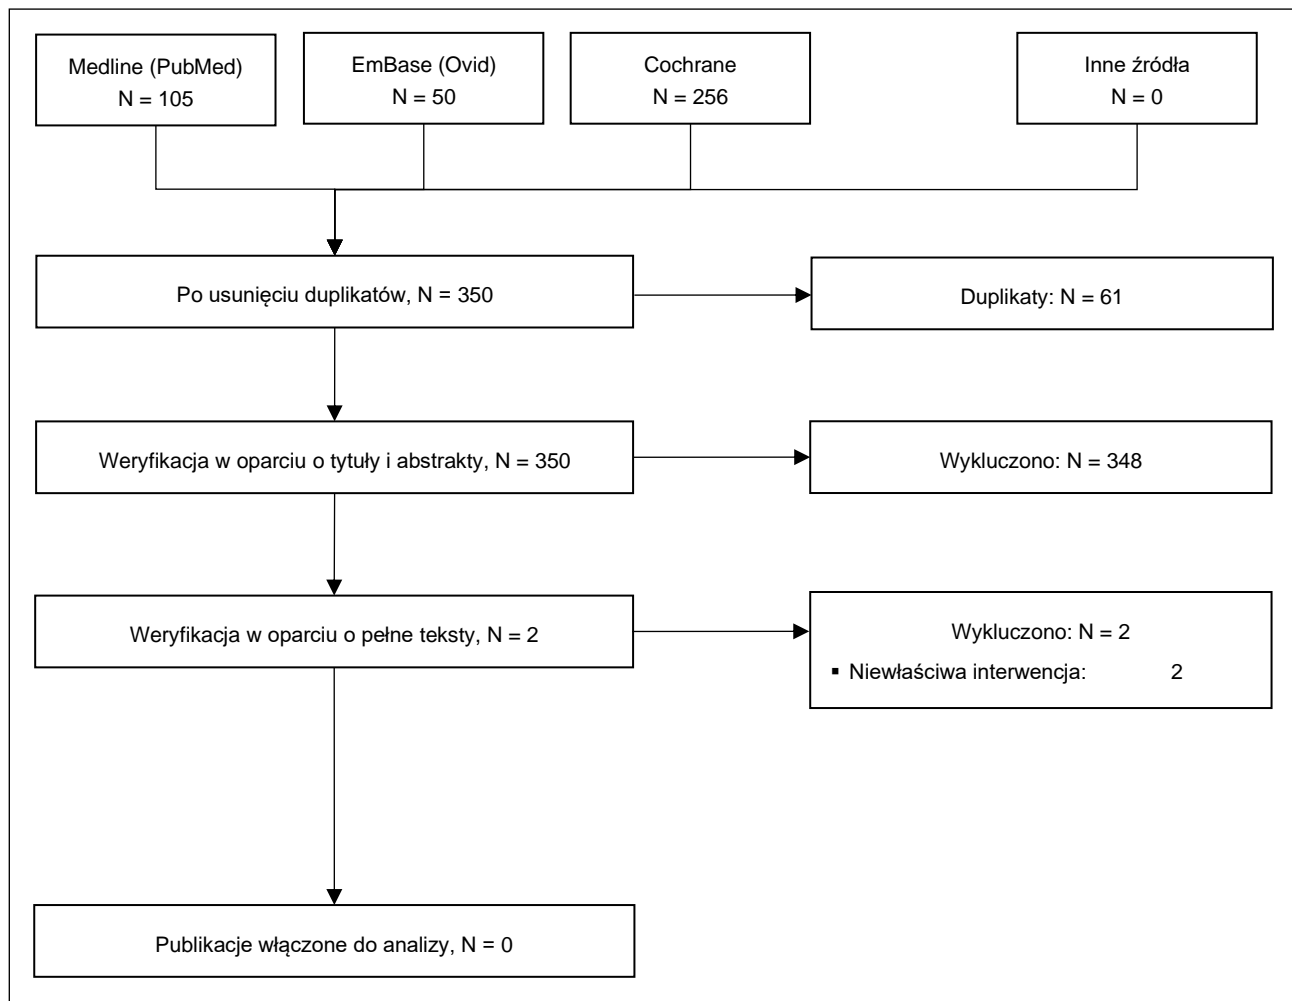 Medline (PubMed)
N = 105
EmBase (Ovid)
N = 50
Cochrane
N = 256
Inne źródła
N = 0
Po usunięciu duplikatów, N = 350
Duplikaty: N = 61
Weryfikacja w oparciu o tytuły i abstrakty, N = 350
Wykluczono: N = 348
Weryfikacja w oparciu o pełne teksty, N = 2
Wykluczono: N = 2
▪ Niewłaściwa interwencja: 2
Publikacje włączone do analizy, N = 0